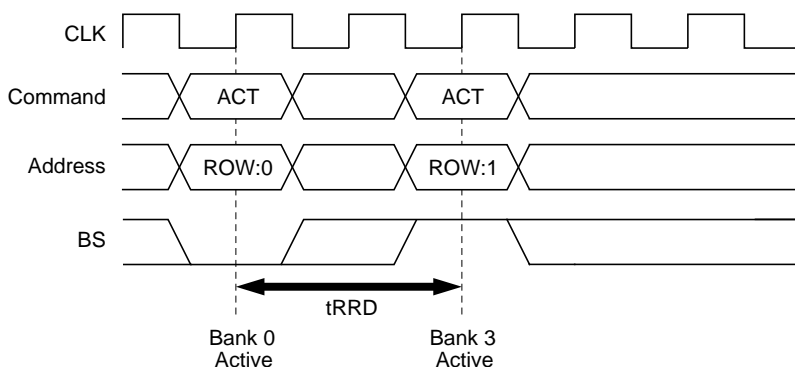 CLK
Command ACT ACT
Address ROW:0 ROW:1
BS
tRRD
Bank 0 Bank 3
Active Active